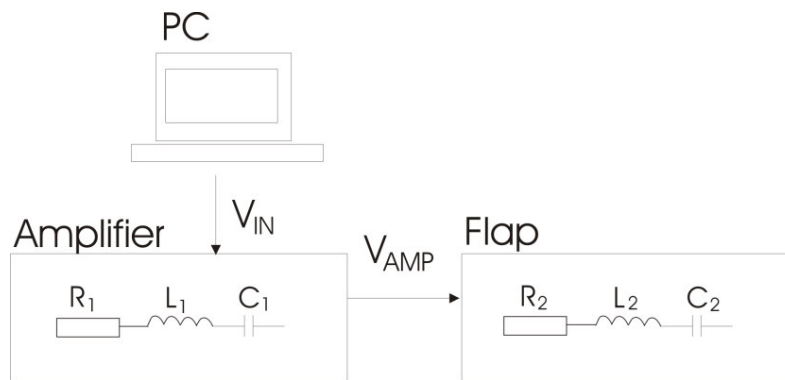 PC
V_IN
Amplifier
V_AMP
Flap
R₁ L₁ C₁
R₂ L₂ C₂